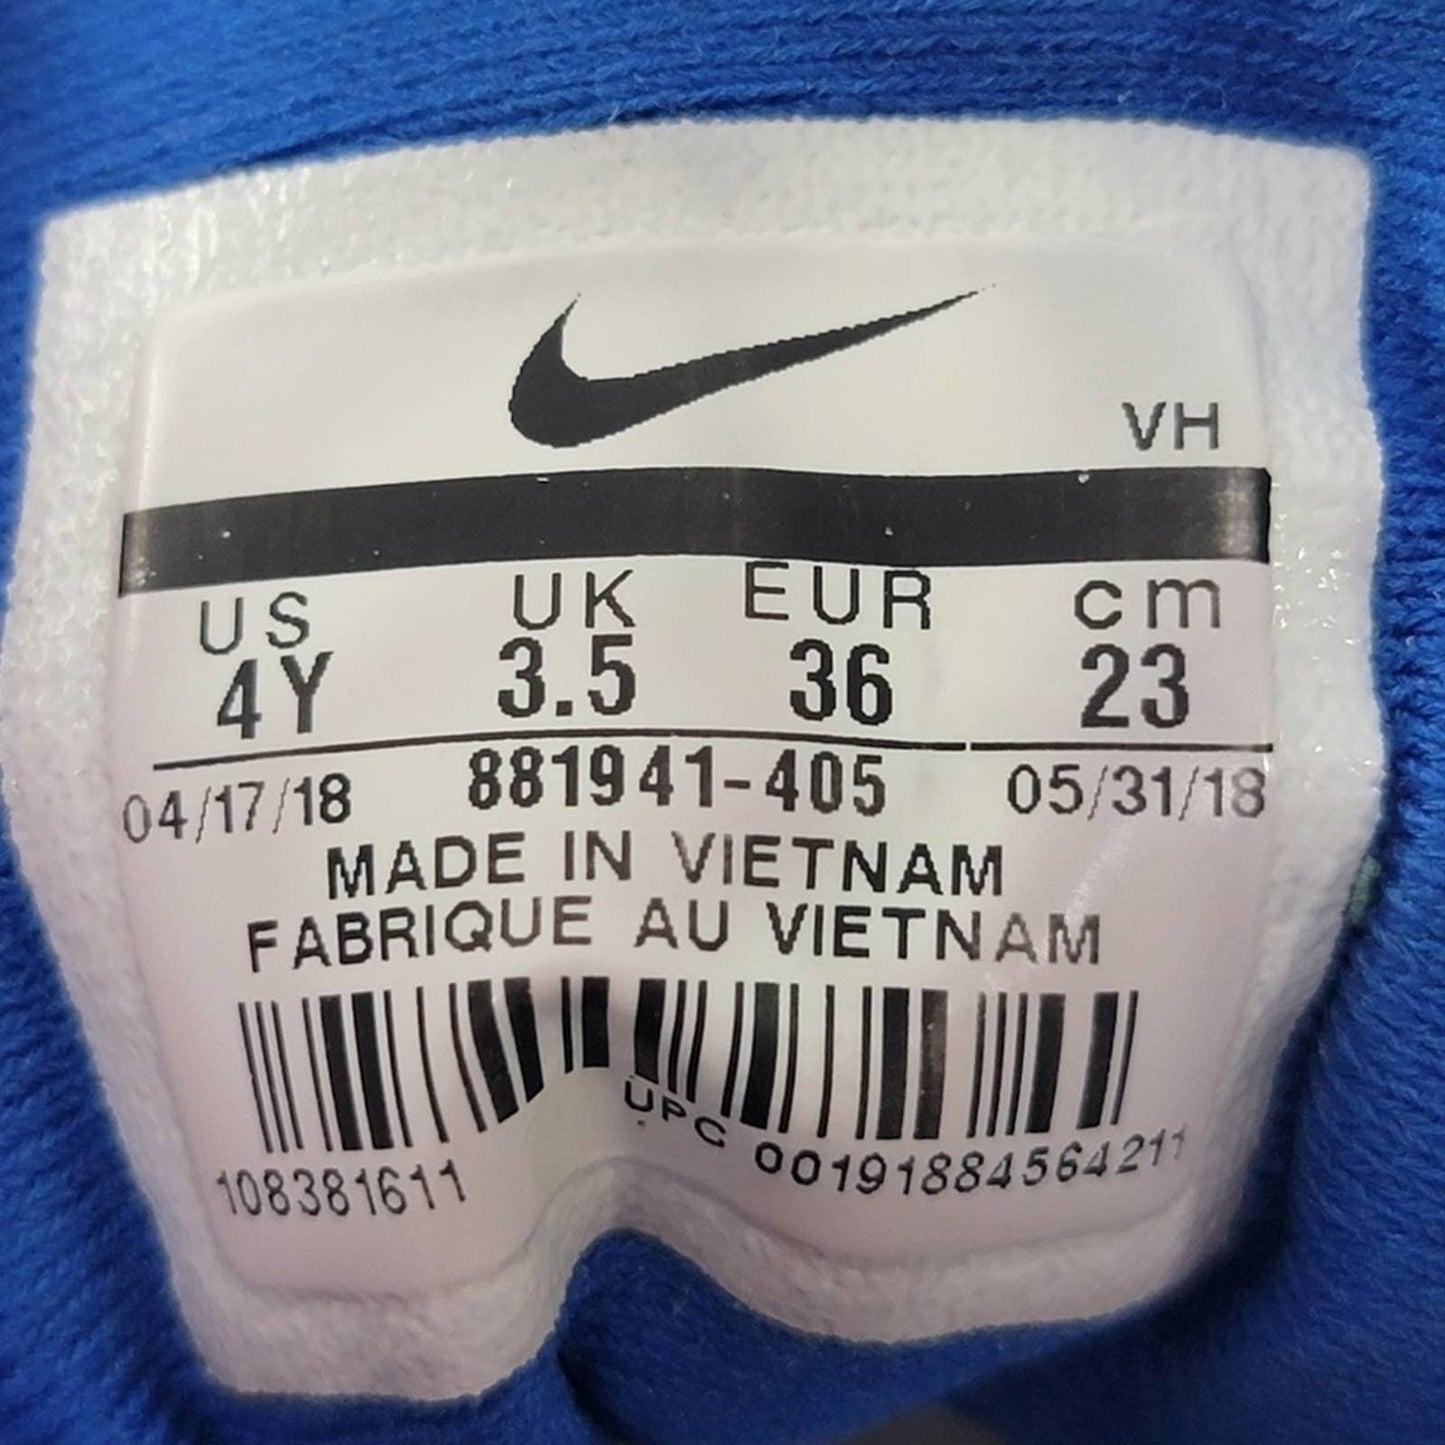 VH
US UK EUR cm
4Y 3.5 36 23
04/17/18 881941-405 05/31/18
MADE IN VIETNAM
FABRIQUE AU VIETNAM
108381611 UPC 00191884564211